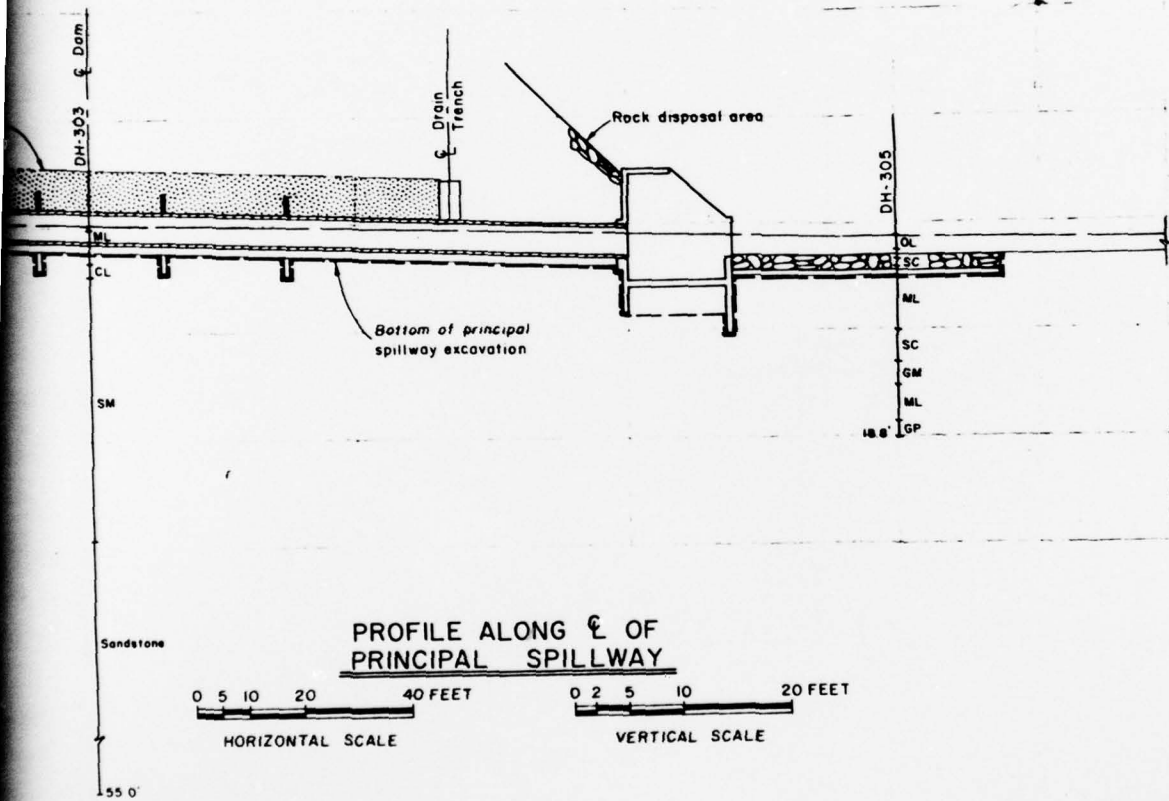 DH-303 ℄ Dam
℄ Drain
Trench
Rock disposal area
DH-305
ML
CL
SM
Sandstone
55 0'
Bottom of principal
spillway excavation
OL
SC
ML
SC
GM
ML
GP
18.8'
PROFILE ALONG ℄ OF
PRINCIPAL SPILLWAY
0 5 10 20 40 FEET
HORIZONTAL SCALE
0 2 5 10 20 FEET
VERTICAL SCALE